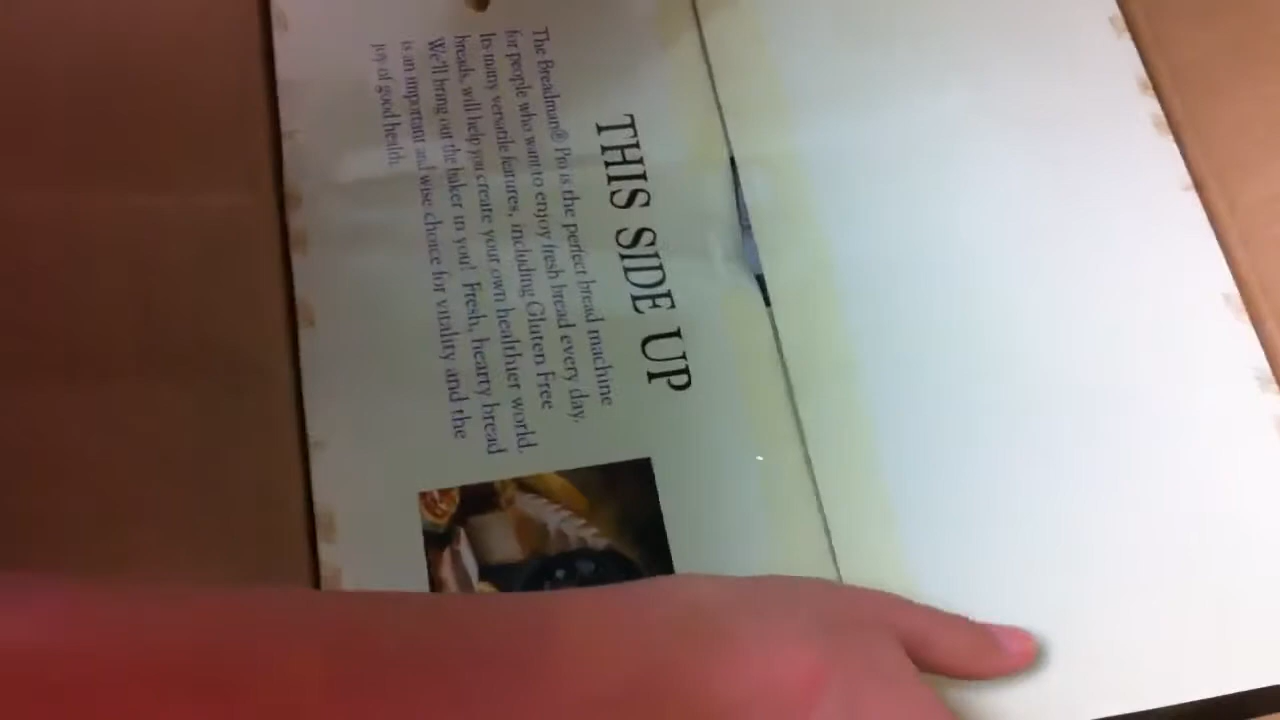 THIS SIDE UP
The Breadman® Pro is the perfect bread machine
for people who want to enjoy fresh bread every day.
Its many versatile features, including Gluten Free
breads, will help you create your own healthier world.
We'll bring out the baker in you! Fresh, hearty bread
is an important and wise choice for vitality and the
joy of good health.